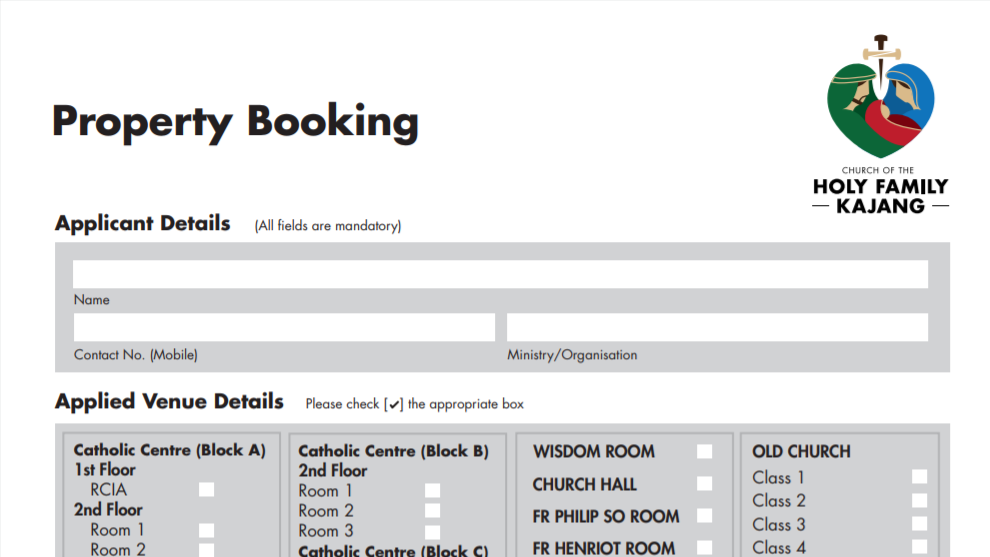 Property Booking
CHURCH OF THE
HOLY FAMILY
KAJANG
Applicant Details (All fields are mandatory)
Name
Contact No. (Mobile) Ministry/Organisation
Applied Venue Details Please check [✔] the appropriate box
Catholic Centre (Block A)
1st Floor
RCIA
2nd Floor
Room 1
Room 2
Catholic Centre (Block B)
2nd Floor
Room 1
Room 2
Room 3
Catholic Centre (Block C)
WISDOM ROOM
CHURCH HALL
FR PHILIP SO ROOM
FR HENRIOT ROOM
OLD CHURCH
Class 1
Class 2
Class 3
Class 4